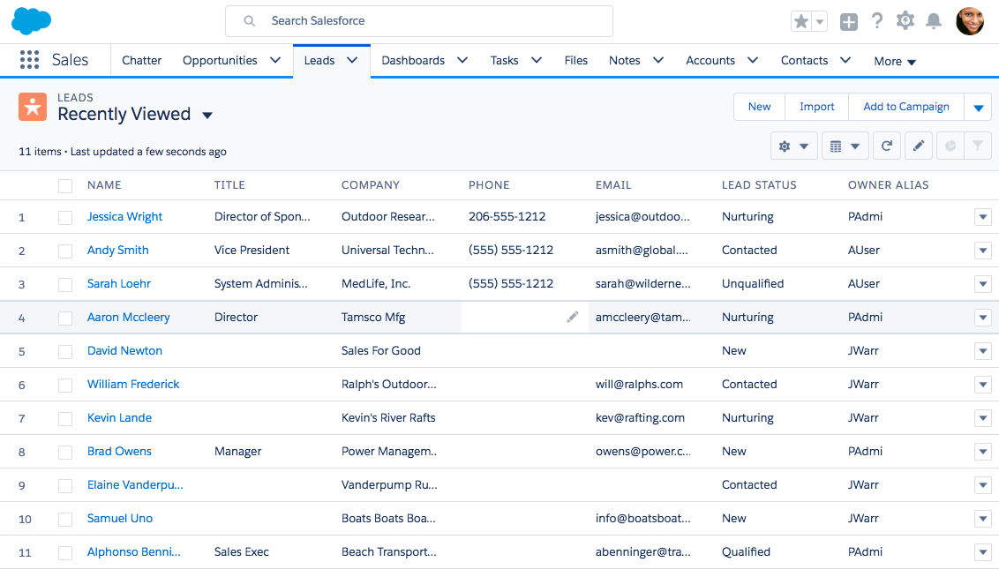 Search Salesforce
Sales Chatter Opportunities Leads Dashboards Tasks Files Notes Accounts Contacts More
LEADS
Recently Viewed
New Import Add to Campaign
11 items • Last updated a few seconds ago
NAME TITLE COMPANY PHONE EMAIL LEAD STATUS OWNER ALIAS
1 Jessica Wright Director of Spon... Outdoor Resear... 206-555-1212 jessica@outdoo... Nurturing PAdmi
2 Andy Smith Vice President Universal Techn... (555) 555-1212 asmith@global.... Contacted AUser
3 Sarah Loehr System Adminis... MedLife, Inc. (555) 555-1212 sarah@wilderne... Unqualified AUser
4 Aaron Mccleery Director Tamsco Mfg amccleery@tam... Nurturing PAdmi
5 David Newton Sales For Good New JWarr
6 William Frederick Ralph's Outdoor... will@ralphs.com Contacted JWarr
7 Kevin Lande Kevin's River Rafts kev@rafting.com Nurturing JWarr
8 Brad Owens Manager Power Managem.. owens@power.c... New PAdmi
9 Elaine Vanderpu... Vanderpump Ru... Contacted JWarr
10 Samuel Uno Boats Boats Boa... info@boatsboat... New JWarr
11 Alphonso Benni... Sales Exec Beach Transport... abenninger@tra... Qualified PAdmi